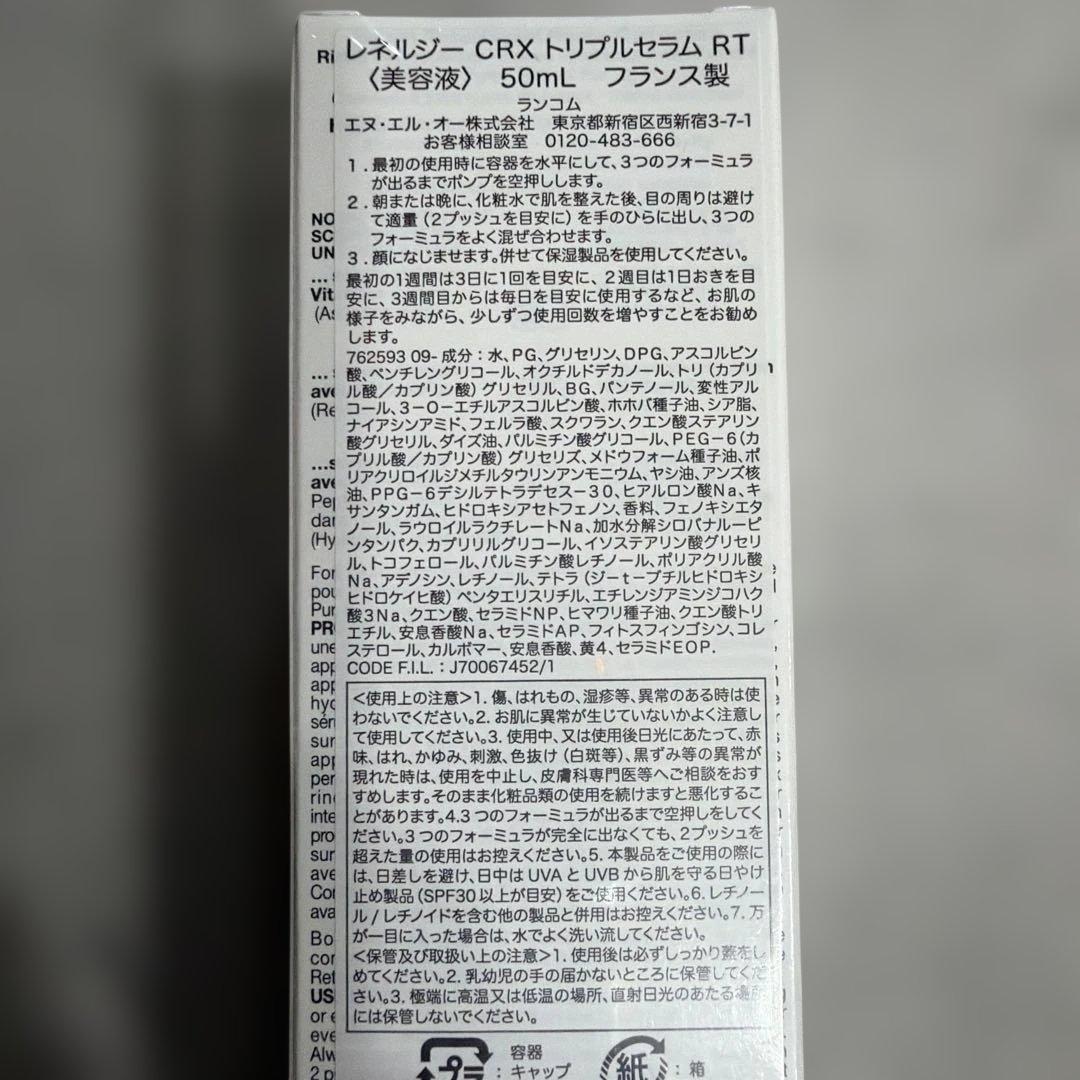 レネルジー CRX トリプルセラム RT
〈美容液〉 50mL フランス製
ランコム
エヌ・エル・オー株式会社 東京都新宿区西新宿3-7-1
お客様相談室 0120-483-666
1.最初の使用時に容器を水平にして、3つのフォーミュラ
が出るまでポンプを空押しします。
2.朝または晩に、化粧水で肌を整えた後、目の周りは避け
て適量（2プッシュを目安に）を手のひらに出し、3つの
フォーミュラをよく混ぜ合わせます。
3.顔になじませます。併せて保湿製品を使用してください。
最初の1週間は3日に1回を目安に、2週目は1日おきを目
安に、3週間目からは毎日を目安に使用するなど、お肌の
様子をみながら、少しずつ使用回数を増やすことをお勧め
します。
762593 09- 成分：水、PG、グリセリン、DPG、アスコルビン
酸、ペンチレングリコール、オクチルドデカノール、トリ（カプリ
ル酸／カプリン酸）グリセリル、BG、パンテノール、変性アル
コール、3-O-エチルアスコルビン酸、ホホバ種子油、シア脂、
ナイアシンアミド、フェルラ酸、スクワラン、クエン酸ステアリン
酸グリセリル、ダイズ油、パルミチン酸グリコール、PEG-6（カ
プリル酸／カプリン酸）グリセリズ、メドウフォーム種子油、ポ
リアクリロイルジメチルタウリンアンモニウム、ヤシ油、アンズ核
油、PPG-6デシルテトラデセス-30、ヒアルロン酸Na、キ
サンタンガム、ヒドロキシアセトフェノン、香料、フェノキシエタ
ノール、ラウロイルラクチレートNa、加水分解シロバナルーピ
ンタンパク、カプリリルグリコール、イソステアリン酸グリセリ
ル、トコフェロール、パルミチン酸レチノール、ポリアクリル酸
Na、アデノシン、レチノール、テトラ（ジ-t-ブチルヒドロキシ
ヒドロケイヒ酸）ペンタエリスリチル、エチレンジアミンジコハク
酸3Na、クエン酸、セラミドNP、ヒマワリ種子油、クエン酸トリ
エチル、安息香酸Na、セラミドAP、フィトスフィンゴシン、コレ
ステロール、カルボマー、安息香酸、黄4、セラミドEOP.
CODE F.I.L. : J70067452/1
＜使用上の注意＞1. 傷、はれもの、湿疹等、異常のある時は使
わないでください。2. お肌に異常が生じていないかよく注意し
て使用してください。3. 使用中、又は使用後日光にあたって、赤
味、はれ、かゆみ、刺激、色抜け（白斑等）、黒ずみ等の異常が
現れた時は、使用を中止し、皮膚科専門医等へご相談をおす
すめします。そのまま化粧品類の使用を続けますと悪化するこ
とがあります。4.3つのフォーミュラが出るまで空押しをしてく
ださい。3つのフォーミュラが完全に出なくても、2プッシュを
超えた量の使用はお控えください。5. 本製品をご使用の際に
は、日差しを避け、日中は UVA と UVB から肌を守る日やけ
止め製品（SPF30以上が目安）をご使用ください。6. レチノー
ル / レチノイドを含む他の製品と併用はお控えください。7. 万
が一目に入った場合は、水でよく洗い流してください。
＜保管及び取扱い上の注意＞1. 使用後は必ずしっかり蓋をし
めてください。2. 乳幼児の手の届かないところに保管してくだ
さい。3. 極端に高温又は低温の場所、直射日光のあたる場所
には保管しないでください。
プラ : 容器 キャップ
紙 : 箱